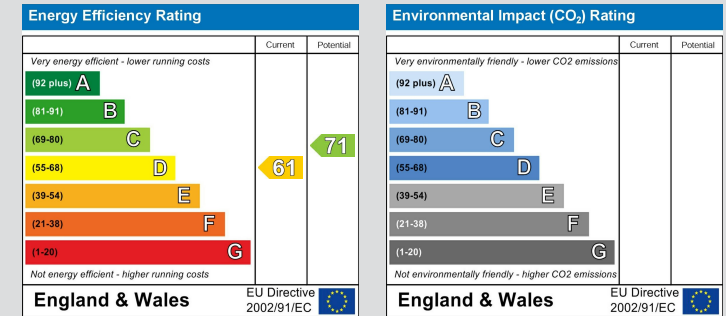 Energy Efficiency Rating
Current Potential
Very energy efficient - lower running costs
(92 plus) A
(81-91) B
(69-80) C
(55-68) D
(39-54) E
(21-38) F
(1-20) G
61
71
Not energy efficient - higher running costs
England & Wales
EU Directive
2002/91/EC
Environmental Impact (CO₂) Rating
Current Potential
Very environmentally friendly - lower CO2 emissions
(92 plus) A
(81-91) B
(69-80) C
(55-68) D
(39-54) E
(21-38) F
(1-20) G
Not environmentally friendly - higher CO2 emissions
England & Wales
EU Directive
2002/91/EC